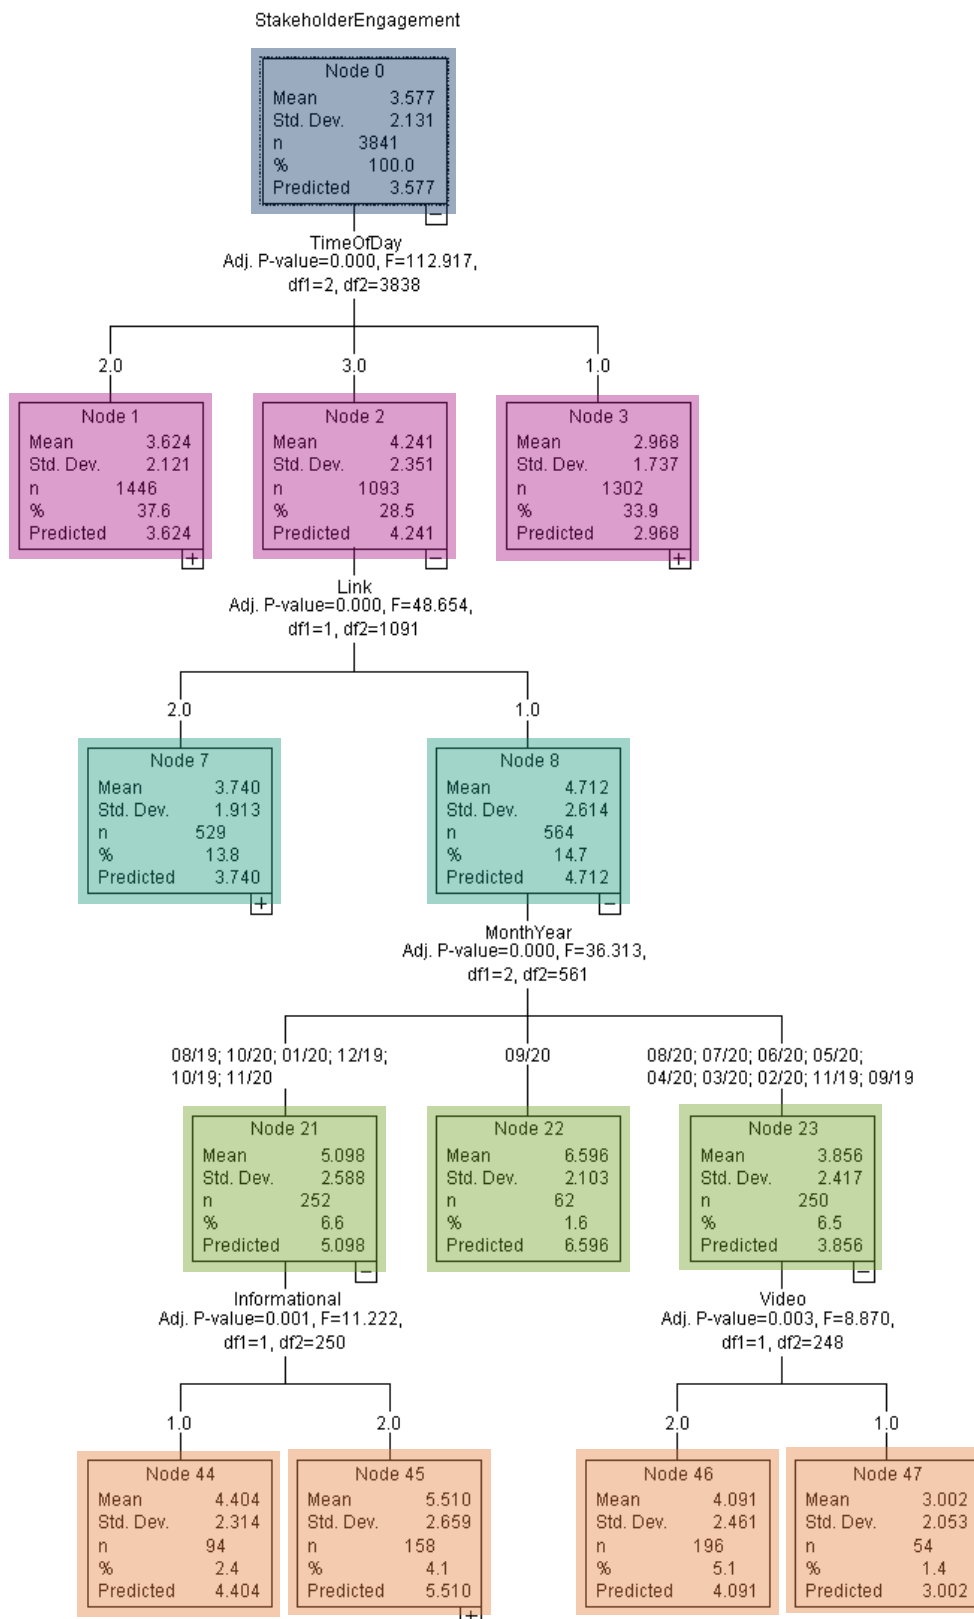 StakeholderEngagement
Node 0
Mean 3.577
Std. Dev. 2.131
n 3841
% 100.0
Predicted 3.577
TimeOfDay
Adj. P-value=0.000, F=112.917,
df1=2, df2=3838
2.0
3.0
1.0
Node 1
Mean 3.624
Std. Dev. 2.121
n 1446
% 37.6
Predicted 3.624
Node 2
Mean 4.241
Std. Dev. 2.351
n 1093
% 28.5
Predicted 4.241
Node 3
Mean 2.968
Std. Dev. 1.737
n 1302
% 33.9
Predicted 2.968
Link
Adj. P-value=0.000, F=48.654,
df1=1, df2=1091
2.0
1.0
Node 7
Mean 3.740
Std. Dev. 1.913
n 529
% 13.8
Predicted 3.740
Node 8
Mean 4.712
Std. Dev. 2.614
n 564
% 14.7
Predicted 4.712
MonthYear
Adj. P-value=0.000, F=36.313,
df1=2, df2=561
08/19; 10/20; 01/20; 12/19;
10/19; 11/20
09/20
08/20; 07/20; 06/20; 05/20;
04/20; 03/20; 02/20; 11/19; 09/19
Node 21
Mean 5.098
Std. Dev. 2.588
n 252
% 6.6
Predicted 5.098
Node 22
Mean 6.596
Std. Dev. 2.103
n 62
% 1.6
Predicted 6.596
Node 23
Mean 3.856
Std. Dev. 2.417
n 250
% 6.5
Predicted 3.856
Informational
Adj. P-value=0.001, F=11.222,
df1=1, df2=250
Video
Adj. P-value=0.003, F=8.870,
df1=1, df2=248
1.0
2.0
2.0
1.0
Node 44
Mean 4.404
Std. Dev. 2.314
n 94
% 2.4
Predicted 4.404
Node 45
Mean 5.510
Std. Dev. 2.659
n 158
% 4.1
Predicted 5.510
Node 46
Mean 4.091
Std. Dev. 2.461
n 196
% 5.1
Predicted 4.091
Node 47
Mean 3.002
Std. Dev. 2.053
n 54
% 1.4
Predicted 3.002